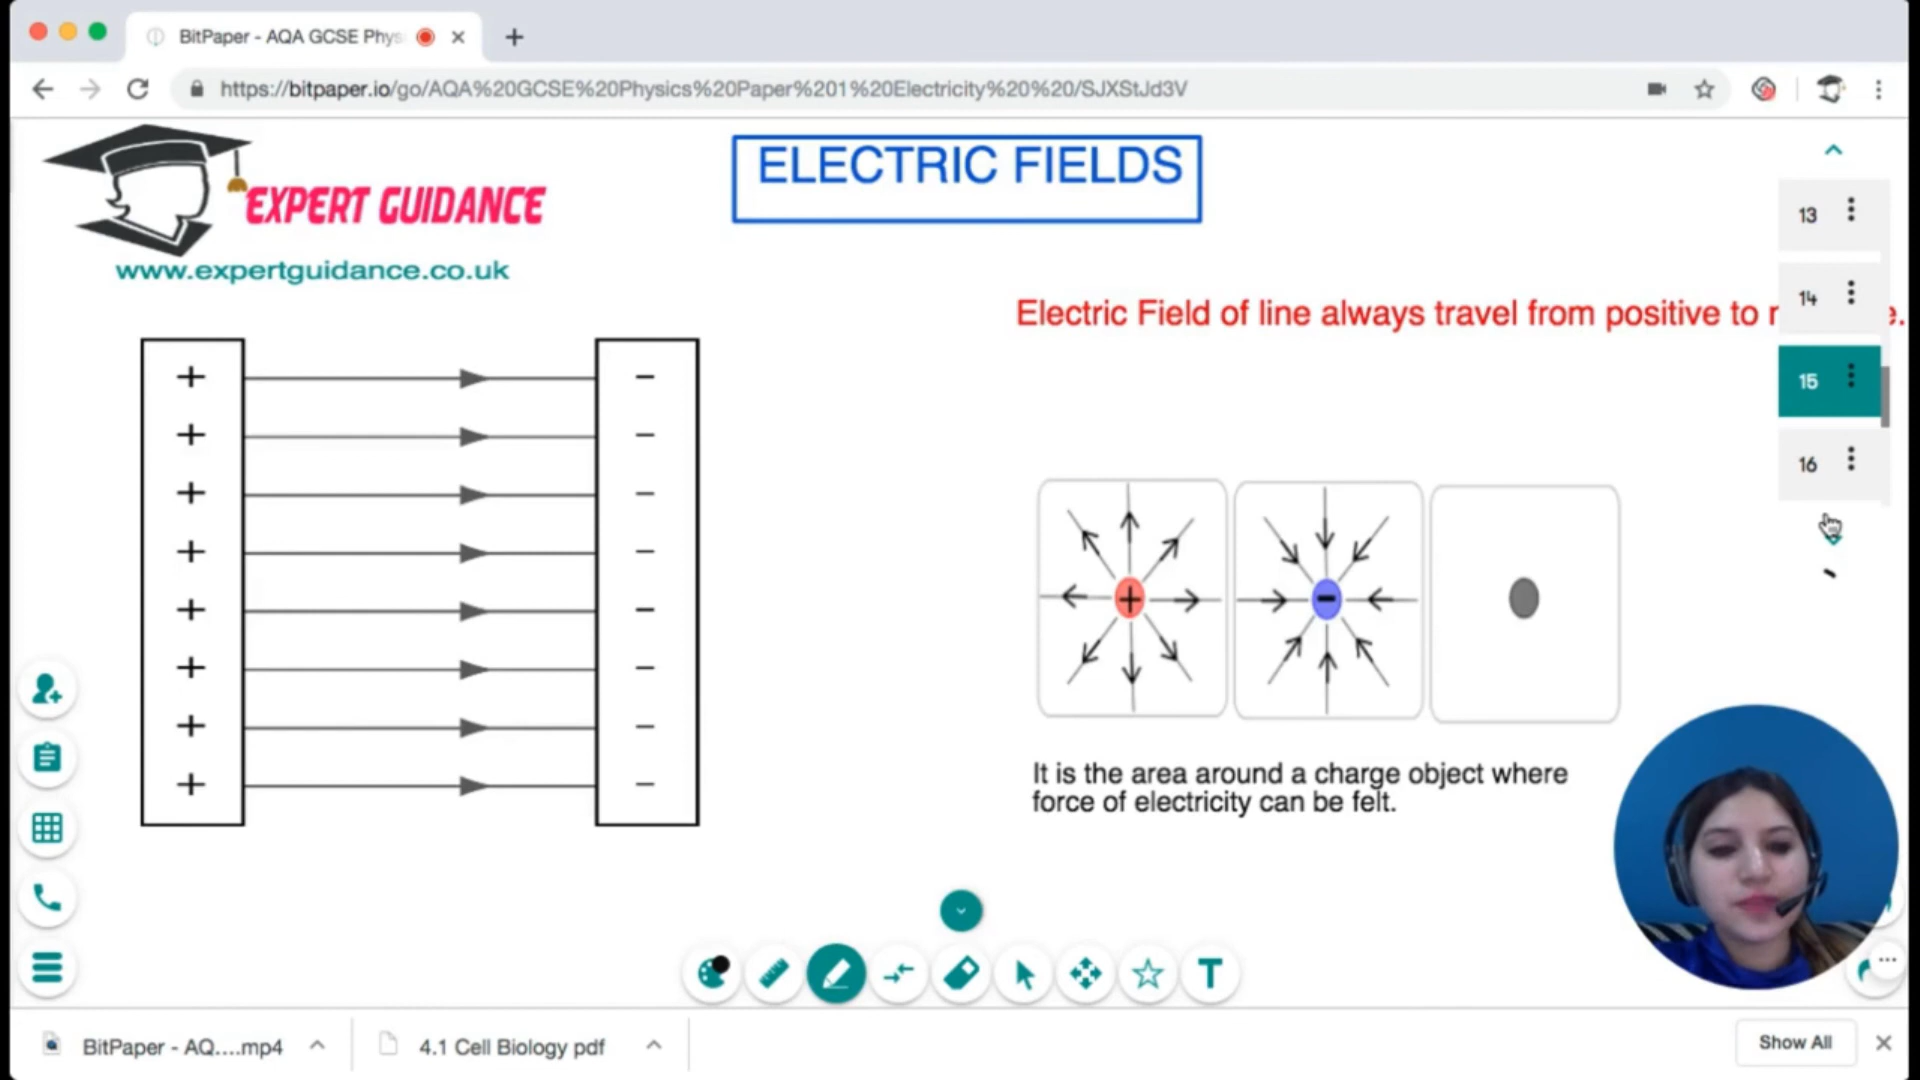 BitPaper - AQA GCSE Phys
https://bitpaper.io/go/AQA%20GCSE%20Physics%20Paper%201%20Electricity%20%20/SJXStJd3V
EXPERT GUIDANCE
www.expertguidance.co.uk
ELECTRIC FIELDS
Electric Field of line always travel from positive to
13
14
15
16
+ -
+ -
+ -
+ -
+ -
+ -
+ -
+ -
+ -
It is the area around a charge object where
force of electricity can be felt.
T
BitPaper - AQ....mp4
4.1 Cell Biology pdf
Show All